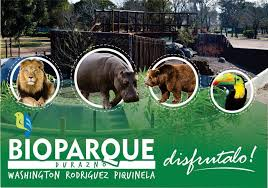 BIOPARQUE
DURAZNO
WASHINGTON RODRIGUEZ PIQUINELA
disfrutalo!